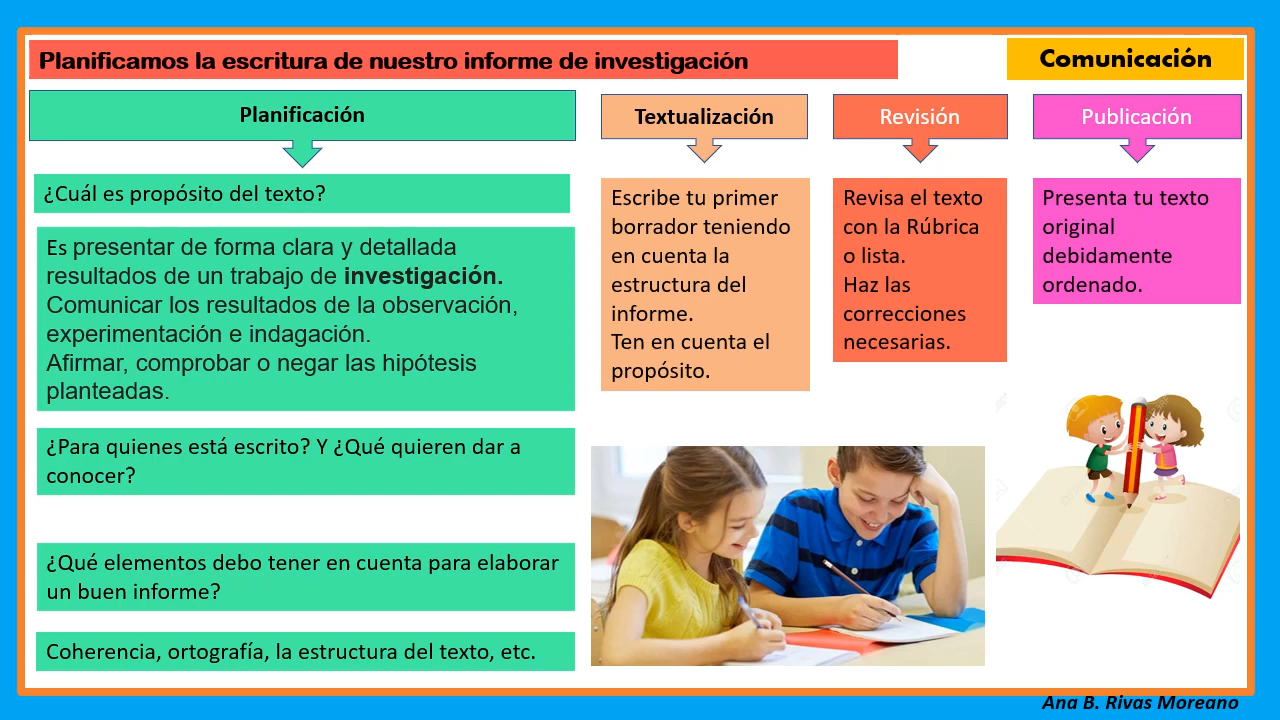 Planificamos la escritura de nuestro informe de investigación
Comunicación
Planificación
¿Cuál es propósito del texto?
Es presentar de forma clara y detallada
resultados de un trabajo de investigación.
Comunicar los resultados de la observación,
experimentación e indagación.
Afirmar, comprobar o negar las hipótesis
planteadas.
¿Para quienes está escrito? Y ¿Qué quieren dar a
conocer?
¿Qué elementos debo tener en cuenta para elaborar
un buen informe?
Coherencia, ortografía, la estructura del texto, etc.
Textualización
Escribe tu primer
borrador teniendo
en cuenta la
estructura del
informe.
Ten en cuenta el
propósito.
Revisión
Revisa el texto
con la Rúbrica
o lista.
Haz las
correcciones
necesarias.
Publicación
Presenta tu texto
original
debidamente
ordenado.
Ana B. Rivas Moreano